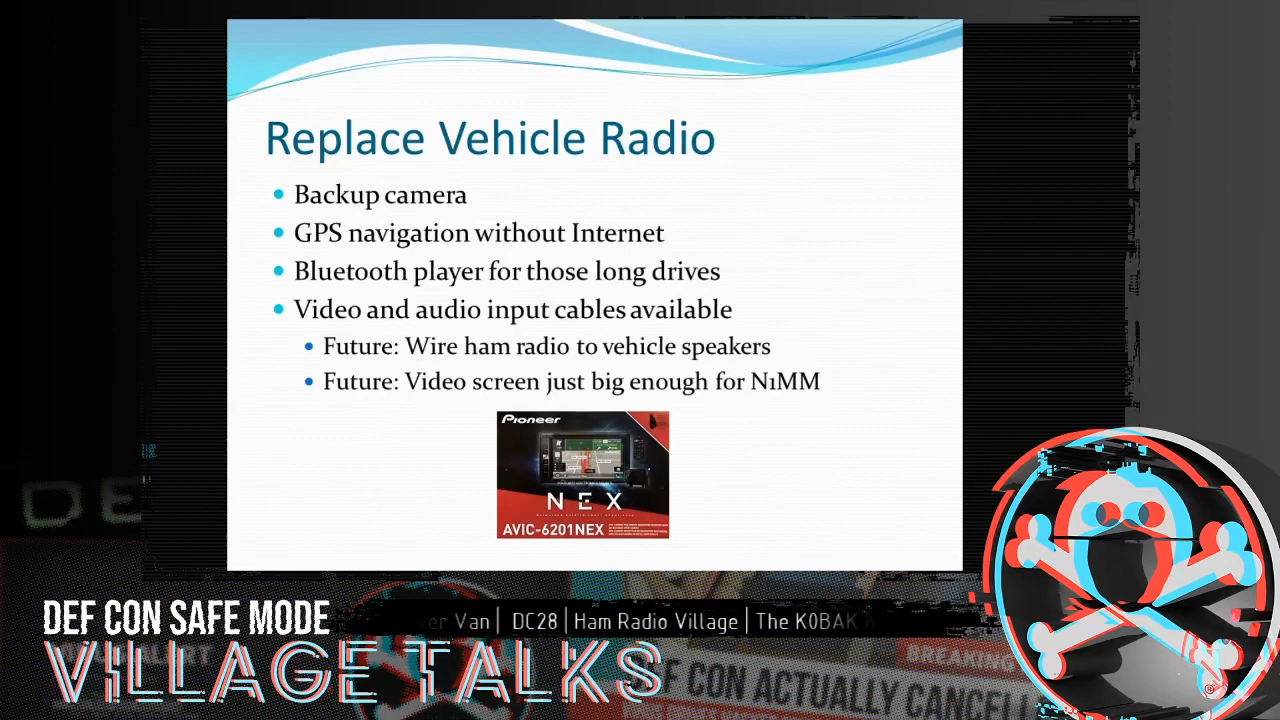 Replace Vehicle Radio
Backup camera
GPS navigation without Internet
Bluetooth player for those long drives
Video and audio input cables available
Future: Wire ham radio to vehicle speakers
Future: Video screen just big enough for N1MM
Pioneer
NEX
AVIC-6201NEX
DEF CON SAFE MODE
Van | DC28 | Ham Radio Village | The K0BAK
VILLAGE TALKS
DEF CON ACTUALLY